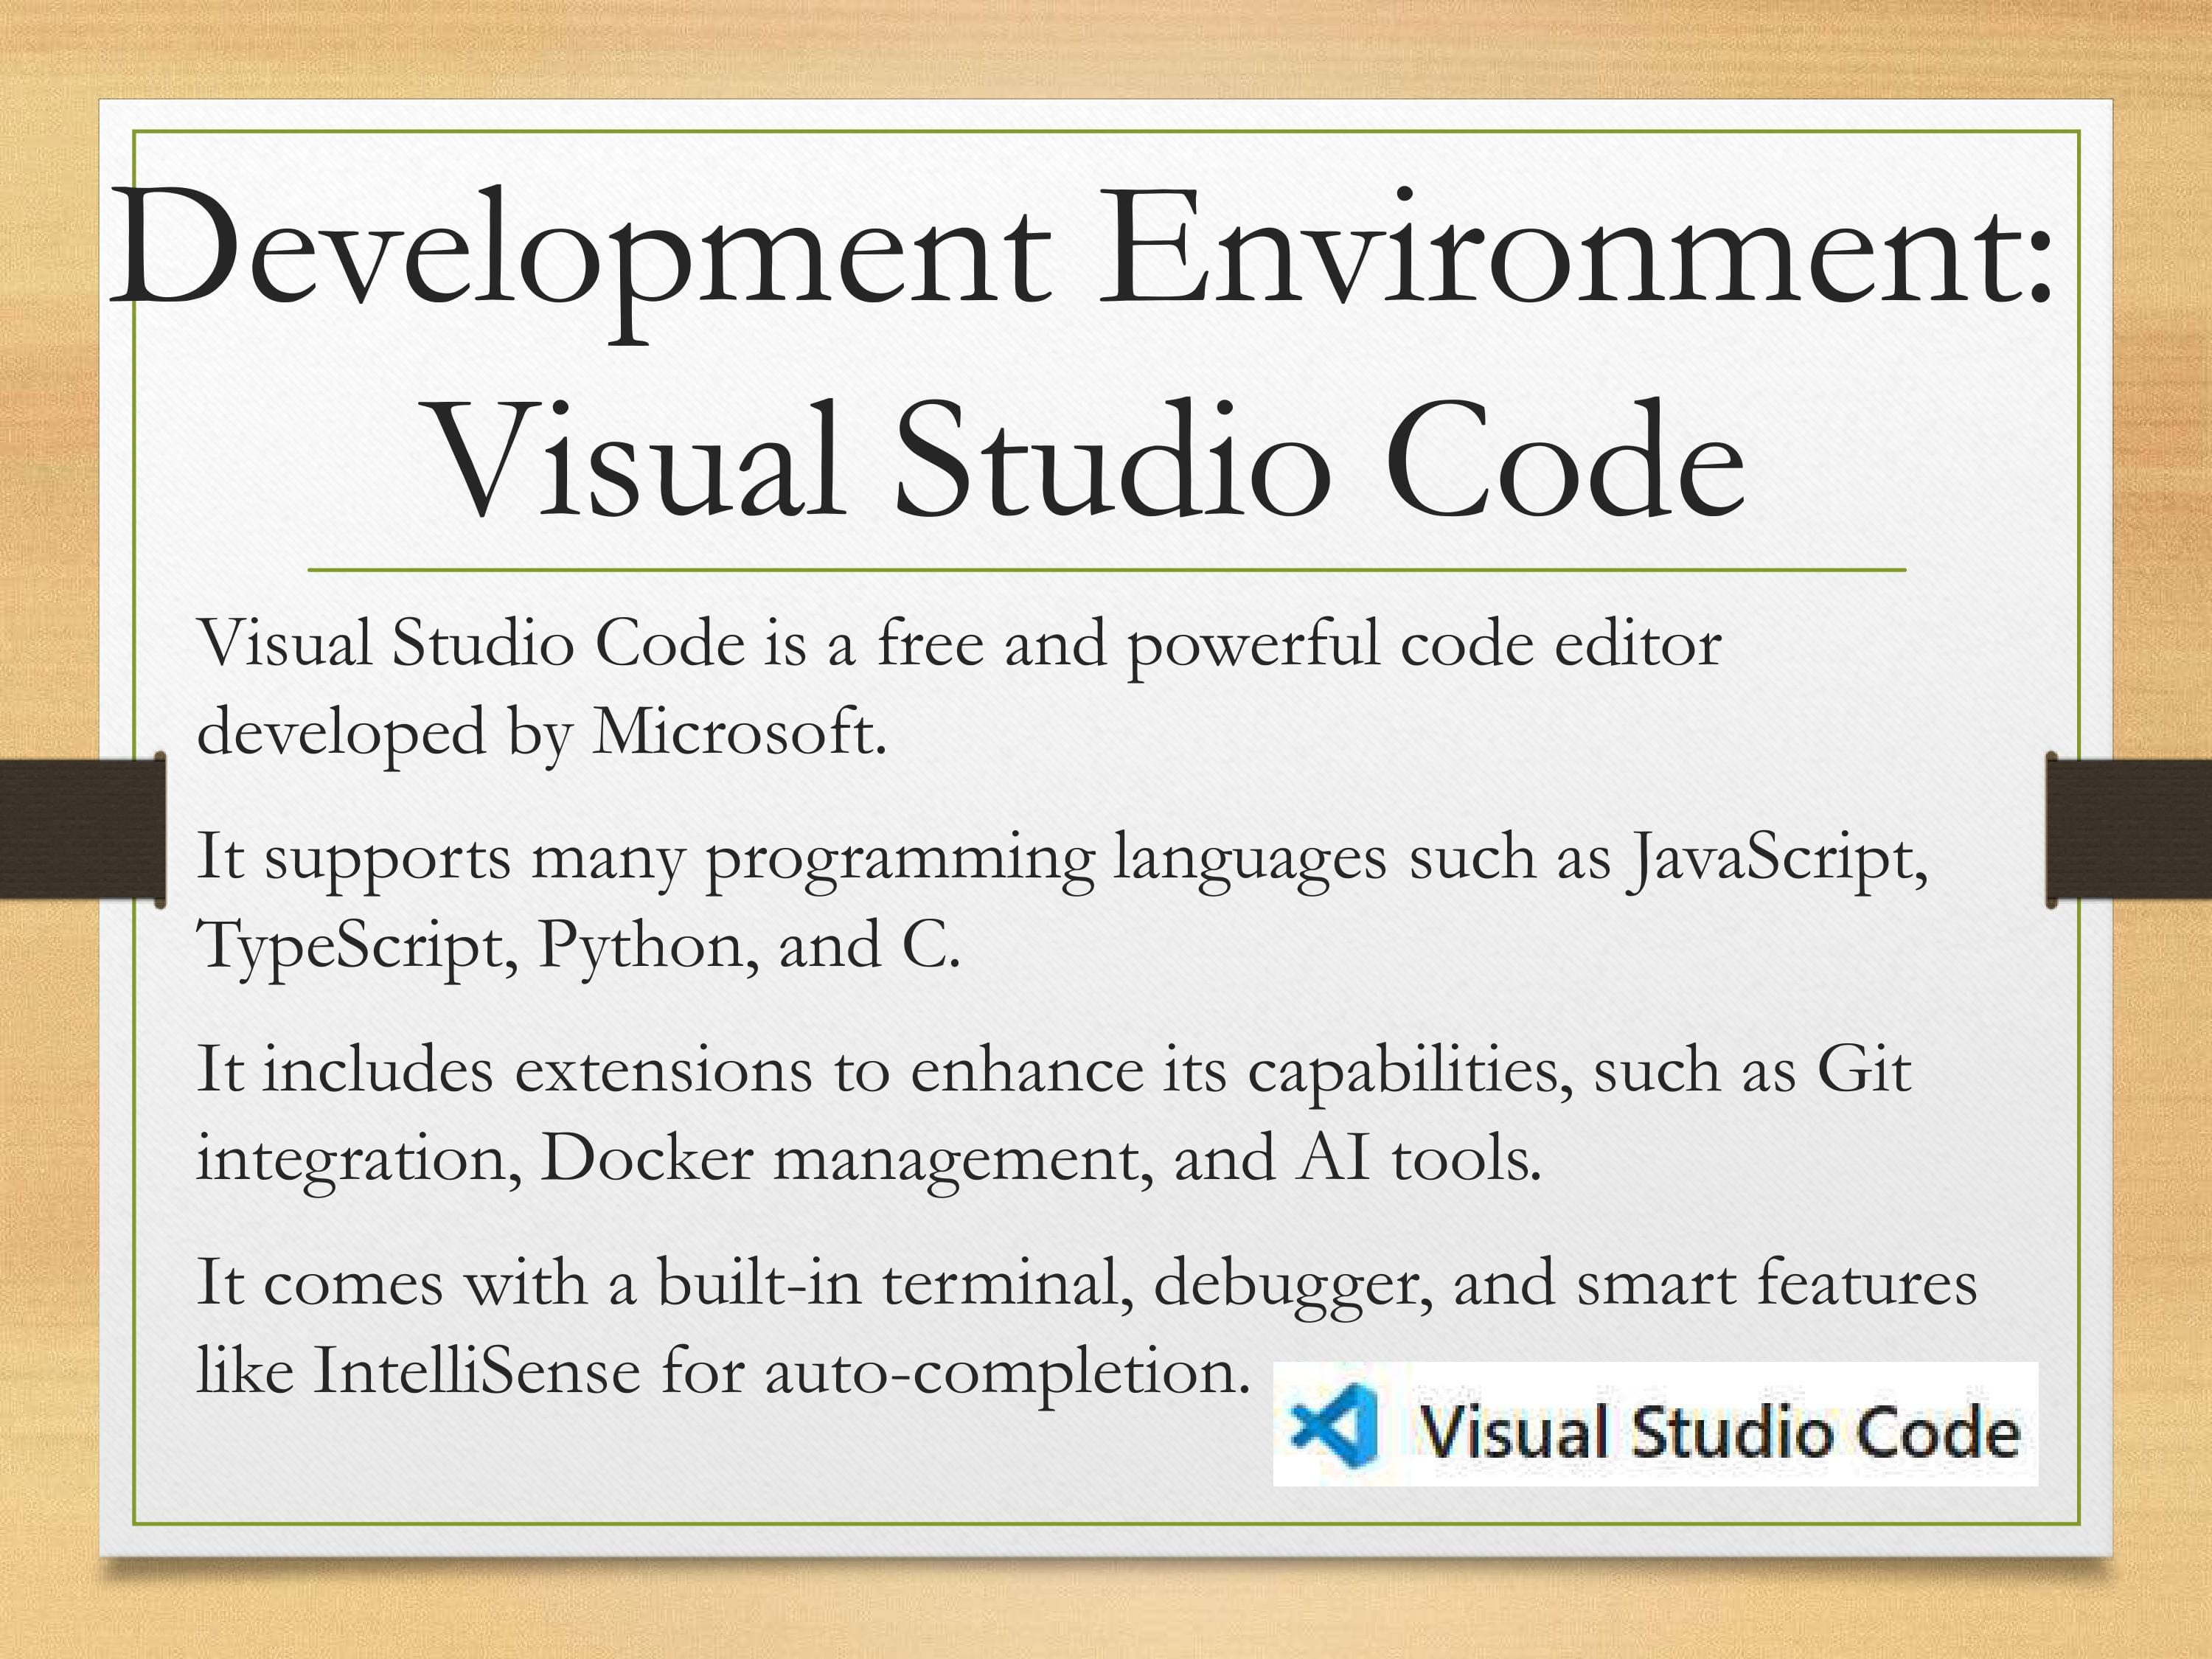 Development Environment:
Visual Studio Code
Visual Studio Code is a free and powerful code editor
developed by Microsoft.
It supports many programming languages such as JavaScript,
TypeScript, Python, and C.
It includes extensions to enhance its capabilities, such as Git
integration, Docker management, and AI tools.
It comes with a built-in terminal, debugger, and smart features
like IntelliSense for auto-completion.
Visual Studio Code